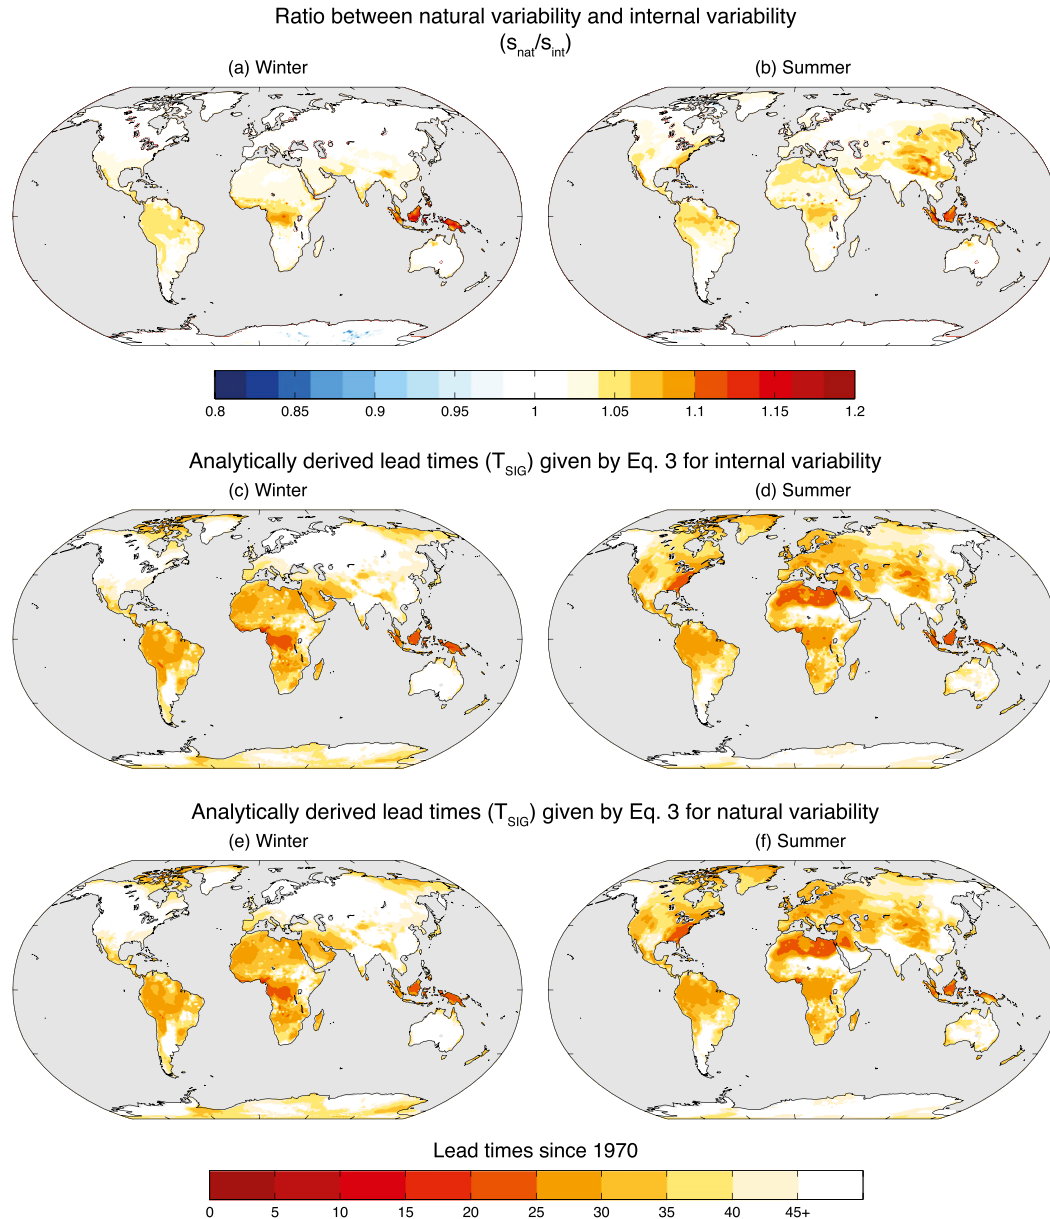 Ratio between natural variability and internal variability
(s_nat/s_int)
(a) Winter
(b) Summer
0.8 0.85 0.9 0.95 1 1.05 1.1 1.15 1.2
Analytically derived lead times (T_SIG) given by Eq. 3 for internal variability
(c) Winter
(d) Summer
Analytically derived lead times (T_SIG) given by Eq. 3 for natural variability
(e) Winter
(f) Summer
Lead times since 1970
0 5 10 15 20 25 30 35 40 45+